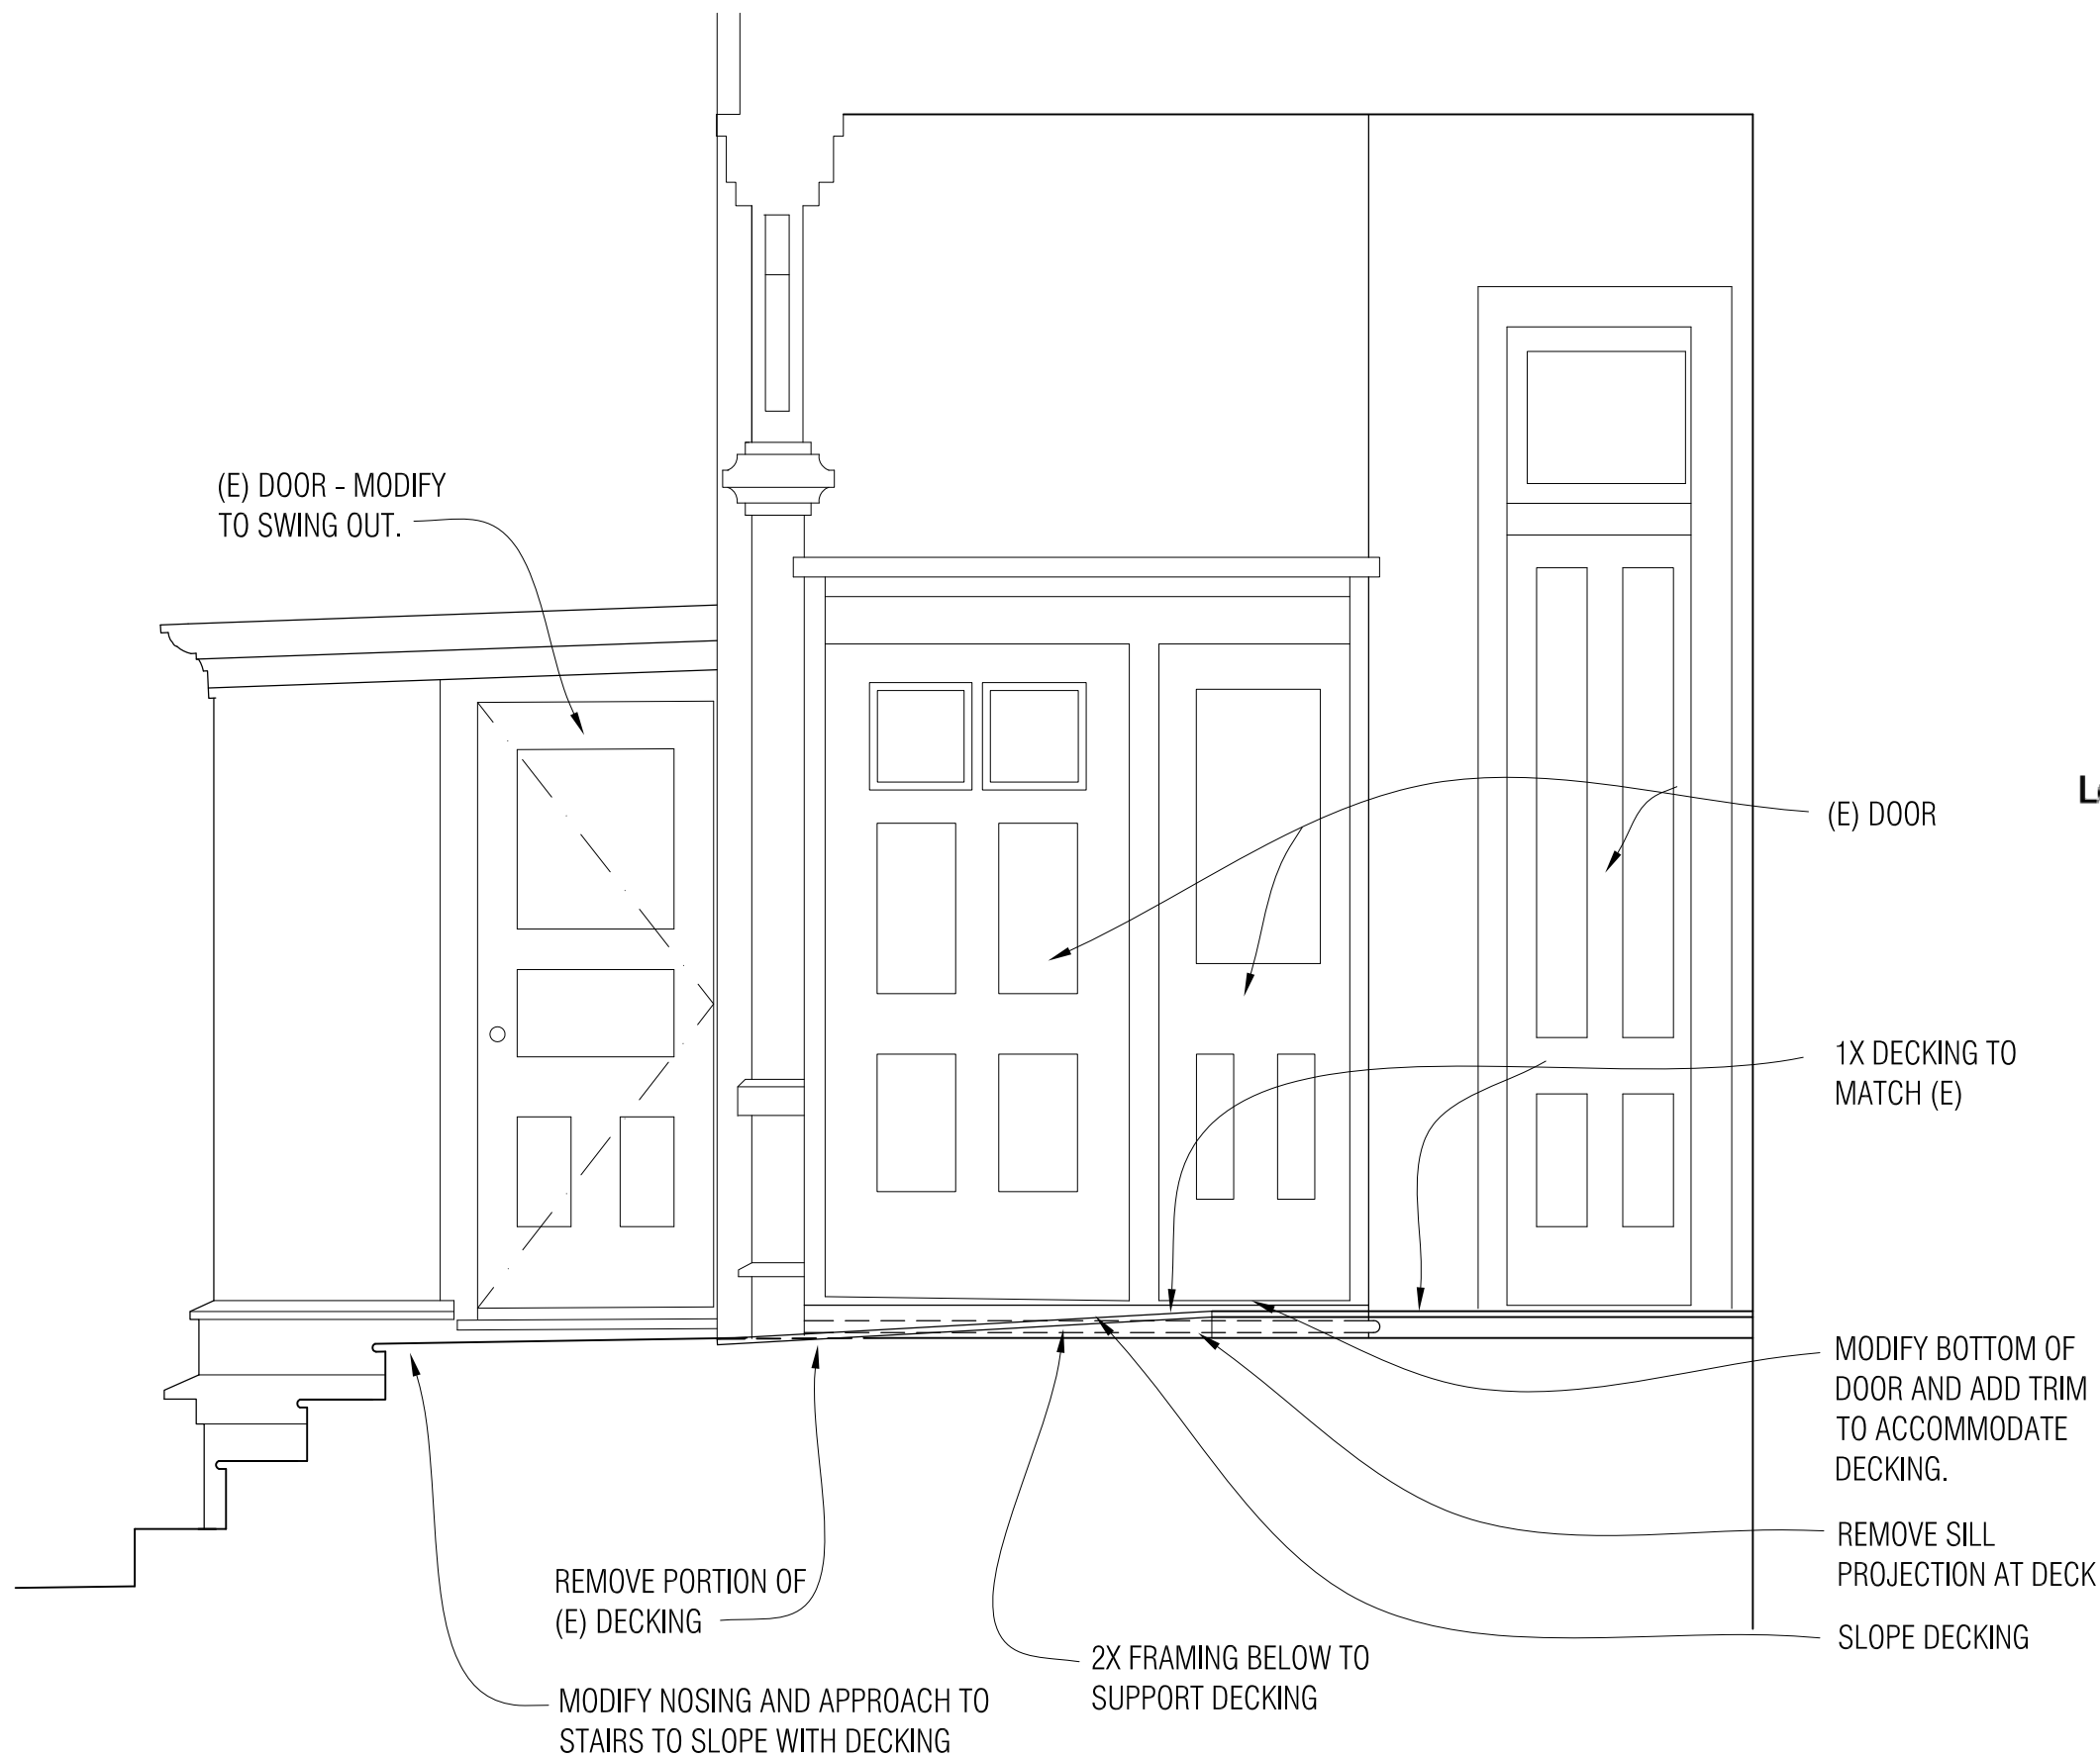 (E) DOOR - MODIFY
TO SWING OUT.
(E) DOOR
1X DECKING TO
MATCH (E)
MODIFY BOTTOM OF
DOOR AND ADD TRIM
TO ACCOMMODATE
DECKING.
REMOVE SILL
PROJECTION AT DECK
SLOPE DECKING
REMOVE PORTION OF
(E) DECKING
2X FRAMING BELOW TO
SUPPORT DECKING
MODIFY NOSING AND APPROACH TO
STAIRS TO SLOPE WITH DECKING